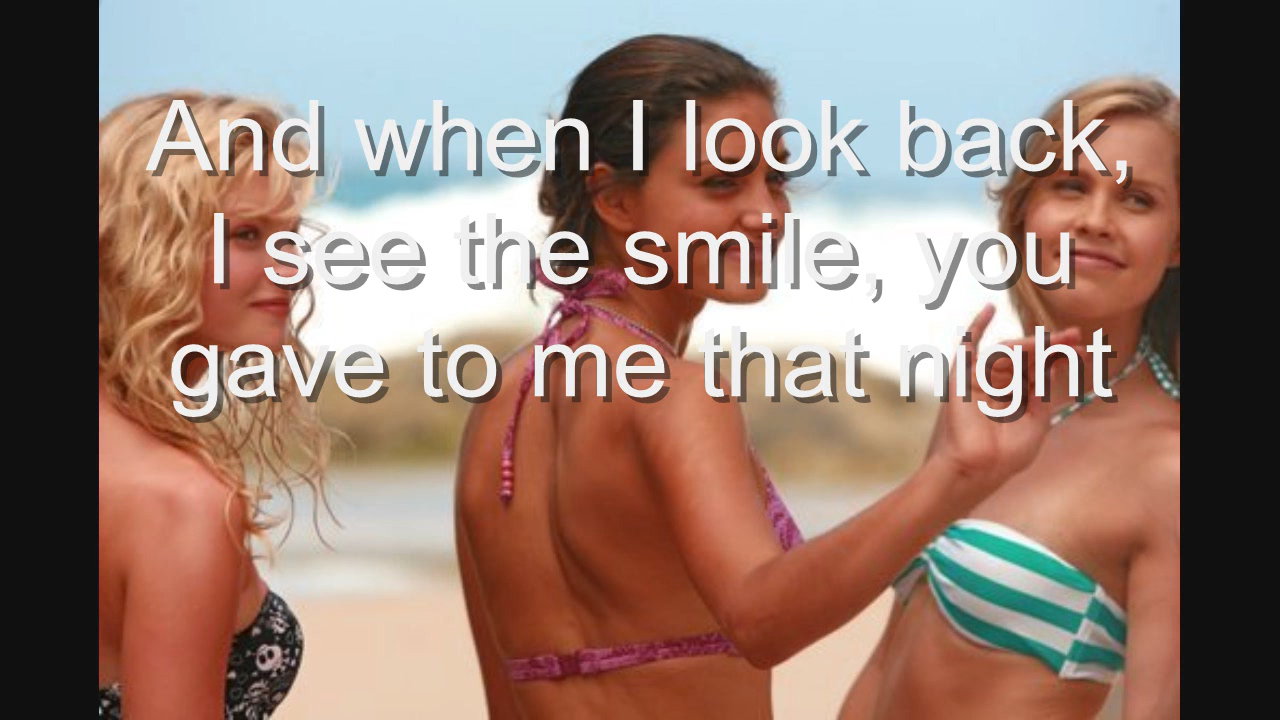 And when I look back,
I see the smile, you
gave to me that night